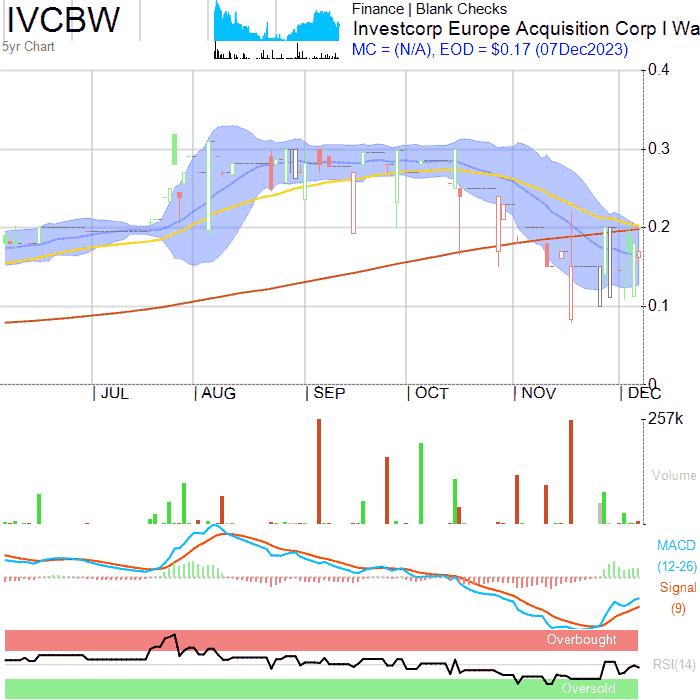 IVCBW
5yr Chart
Finance | Blank Checks
Investcorp Europe Acquisition Corp I Wa
MC = (N/A), EOD = $0.17 (07Dec2023)
0.4
0.3
0.2
0.1
0
JUL AUG SEP OCT NOV DEC
257k
Volume
MACD
(12-26)
Signal
(9)
Overbought
RSI(14)
Oversold